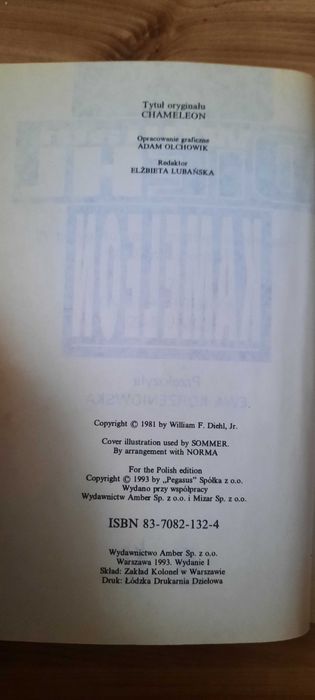 Tytuł oryginału
CHAMELEON
Opracowanie graficzne
ADAM OLCHOWIK
Redaktor
ELŻBIETA LUBAŃSKA
KAMELEON
Przełożyła
EWA KORZENIOWSKA
Copyright © 1981 by William F. Diehl, Jr.
Cover illustration used by SOMMER.
By arrangement with NORMA
For the Polish edition
Copyright © 1993 by „Pegasus" Spółka z o.o.
Wydano przy współpracy
Wydawnictw Amber Sp. z o.o. i Mizar Sp. z o.o.
ISBN 83-7082-132-4
Wydawnictwo Amber Sp. z o.o.
Warszawa 1993. Wydanie I
Skład: Zakład Kolonel w Warszawie
Druk: Łódzka Drukarnia Dziełowa